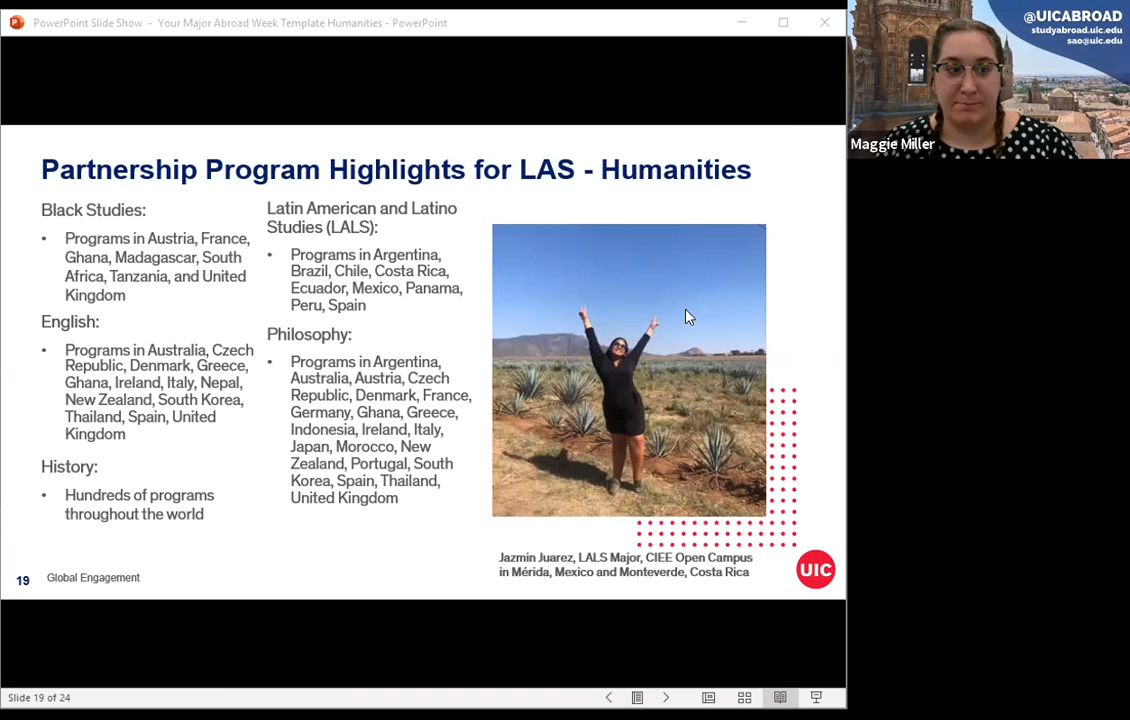 PowerPoint Slide Show - Your Major Abroad Week Template Humanities - PowerPoint
@UICABROAD
studyabroad.uic.edu
sao@uic.edu
Maggie Miller
Partnership Program Highlights for LAS - Humanities
Black Studies:
• Programs in Austria, France,
Ghana, Madagascar, South
Africa, Tanzania, and United
Kingdom
English:
• Programs in Australia, Czech
Republic, Denmark, Greece,
Ghana, Ireland, Italy, Nepal,
New Zealand, South Korea,
Thailand, Spain, United
Kingdom
History:
• Hundreds of programs
throughout the world
Latin American and Latino
Studies (LALS):
• Programs in Argentina,
Brazil, Chile, Costa Rica,
Ecuador, Mexico, Panama,
Peru, Spain
Philosophy:
• Programs in Argentina,
Australia, Austria, Czech
Republic, Denmark, France,
Germany, Ghana, Greece,
Indonesia, Ireland, Italy,
Japan, Morocco, New
Zealand, Portugal, South
Korea, Spain, Thailand,
United Kingdom
Jazmin Juarez, LALS Major, CIEE Open Campus
in Mérida, Mexico and Monteverde, Costa Rica
UIC
19 Global Engagement
Slide 19 of 24